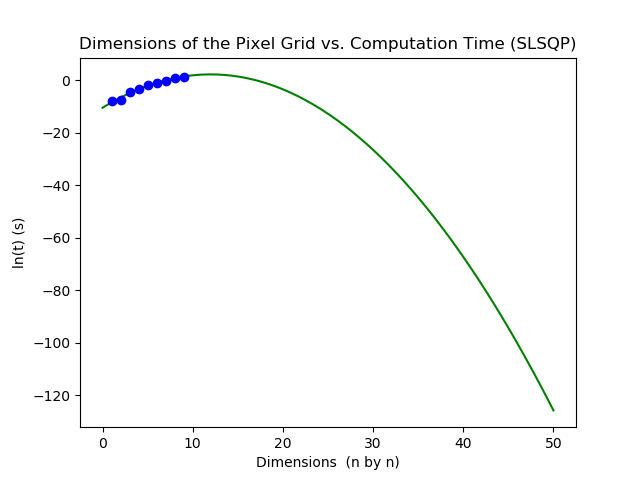 Dimensions of the Pixel Grid vs. Computation Time (SLSQP)
0
−20
−40
−60
−80
−100
−120
ln(t) (s)
0 10 20 30 40 50
Dimensions  (n by n)